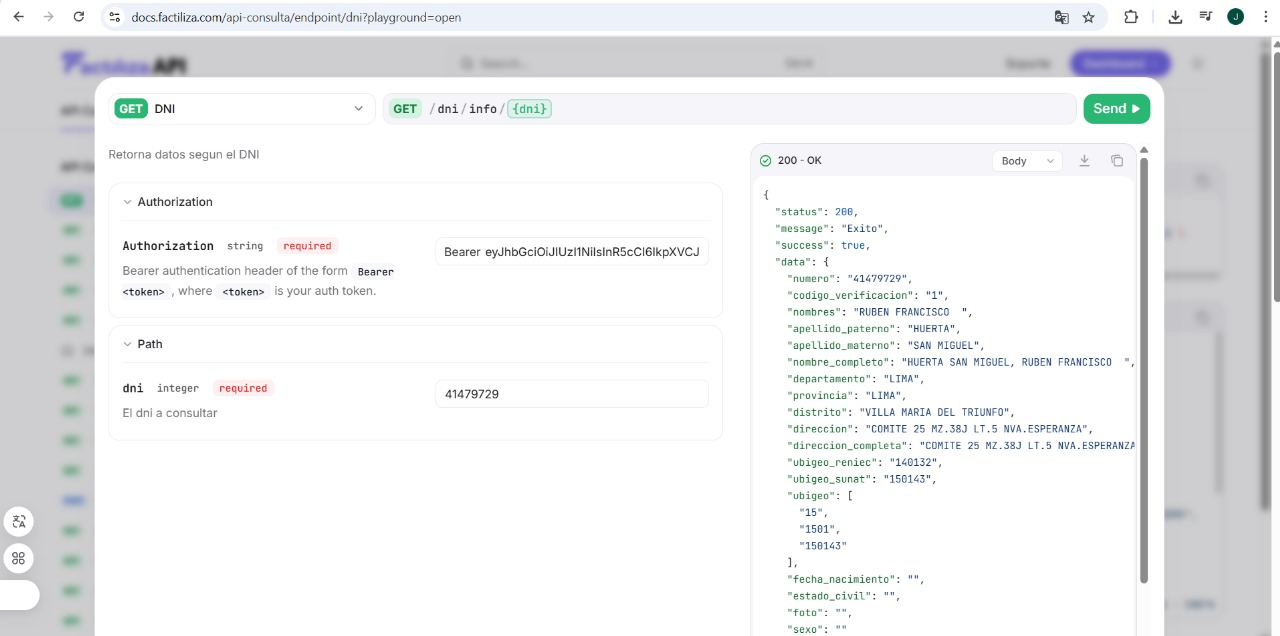 docs.factiliza.com/api-consulta/endpoint/dni?playground=open
J
GET DNI
GET /dni/info/{dni}
Send
Retorna datos segun el DNI
Authorization
Authorization string required
Bearer eyJhbGciOiJIUzI1NiIsInR5cCI6IkpXVCJ
Bearer authentication header of the form Bearer
<token>, where <token> is your auth token.
Path
dni integer required
41479729
El dni a consultar
200 - OK
Body
{
"status": 200,
"message": "Exito",
"success": true,
"data": {
"numero": "41479729",
"codigo_verificacion": "1",
"nombres": "RUBEN FRANCISCO  ",
"apellido_paterno": "HUERTA",
"apellido_materno": "SAN MIGUEL",
"nombre_completo": "HUERTA SAN MIGUEL, RUBEN FRANCISCO  ",
"departamento": "LIMA",
"provincia": "LIMA",
"distrito": "VILLA MARIA DEL TRIUNFO",
"direccion": "COMITE 25 MZ.38J LT.5 NVA.ESPERANZA",
"direccion_completa": "COMITE 25 MZ.38J LT.5 NVA.ESPERANZA
"ubigeo_reniec": "140132",
"ubigeo_sunat": "150143",
"ubigeo": [
"15",
"1501",
"150143"
],
"fecha_nacimiento": "",
"estado_civil": "",
"foto": "",
"sexo": ""